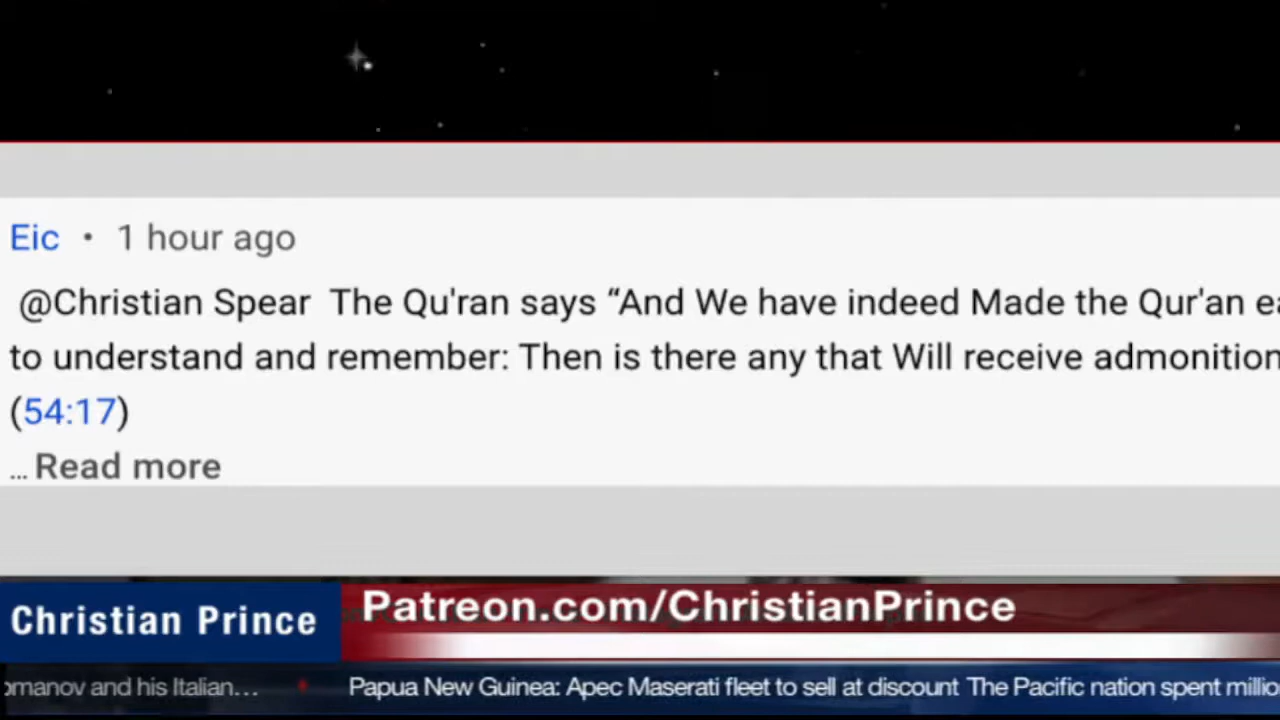 Eic • 1 hour ago
@Christian Spear The Qu'ran says “And We have indeed Made the Qur'an ea
to understand and remember: Then is there any that Will receive admonition
(54:17)
... Read more
Christian Prince
Patreon.com/ChristianPrince
omanov and his Italian... Papua New Guinea: Apec Maserati fleet to sell at discount The Pacific nation spent millio